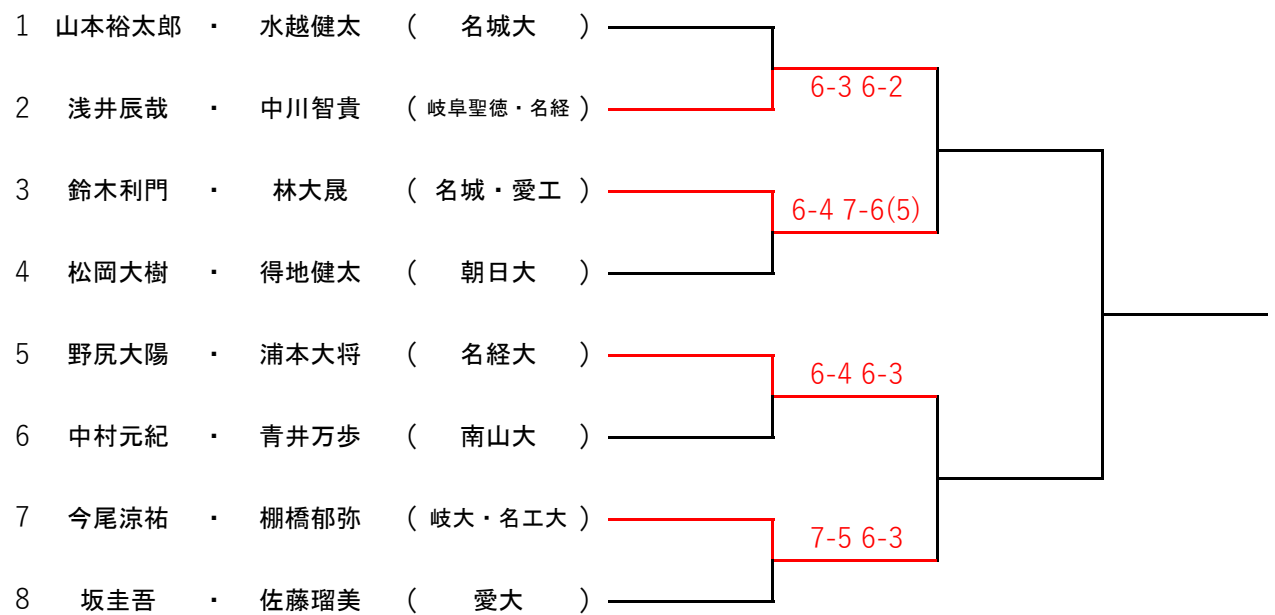 1 山本裕太郎 ・ 水越健太 ( 名城大 )
6-3 6-2
2 浅井辰哉 ・ 中川智貴 ( 岐阜聖徳・名経 )
3 鈴木利門 ・ 林大晟 ( 名城・愛工 )
6-4 7-6(5)
4 松岡大樹 ・ 得地健太 ( 朝日大 )
5 野尻大陽 ・ 浦本大将 ( 名経大 )
6-4 6-3
6 中村元紀 ・ 青井万歩 ( 南山大 )
7 今尾涼祐 ・ 棚橋郁弥 ( 岐大・名工大 )
7-5 6-3
8 坂圭吾 ・ 佐藤瑠美 ( 愛大 )